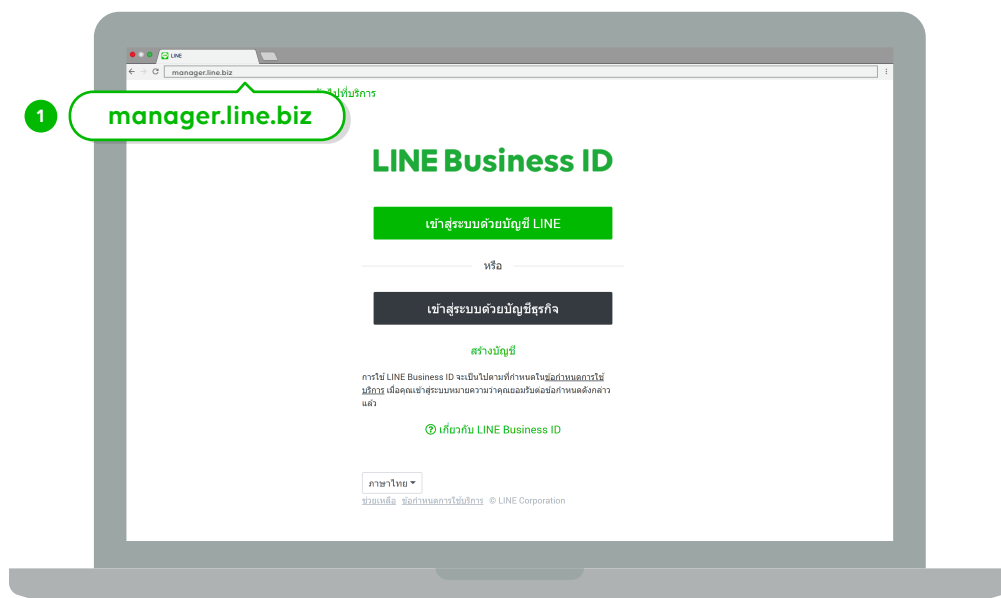 LINE
manager.line.biz
ไปที่บริการ
1
manager.line.biz
LINE Business ID
เข้าสู่ระบบด้วยบัญชี LINE
หรือ
เข้าสู่ระบบด้วยบัญชีธุรกิจ
สร้างบัญชี
การใช้ LINE Business ID จะเป็นไปตามที่กำหนดในข้อกำหนดการใช้
บริการ เมื่อคุณเข้าสู่ระบบหมายความว่าคุณยอมรับต่อข้อกำหนดดังกล่าว
แล้ว
? เกี่ยวกับ LINE Business ID
ภาษาไทย
ช่วยเหลือ ข้อกำหนดการใช้บริการ © LINE Corporation